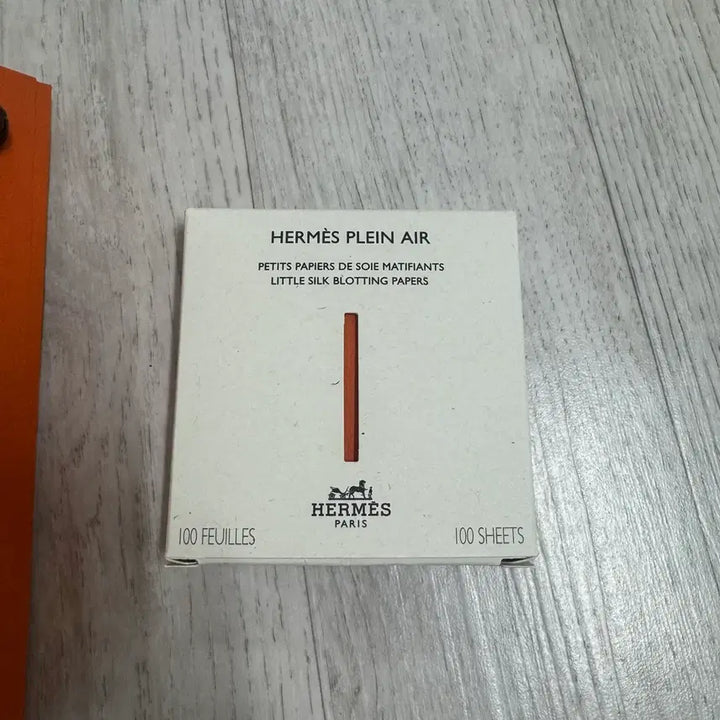 HERMÈS PLEIN AIR
PETITS PAPIERS DE SOIE MATIFIANTS
LITTLE SILK BLOTTING PAPERS
HERMÈS
PARIS
100 FEUILLES
100 SHEETS